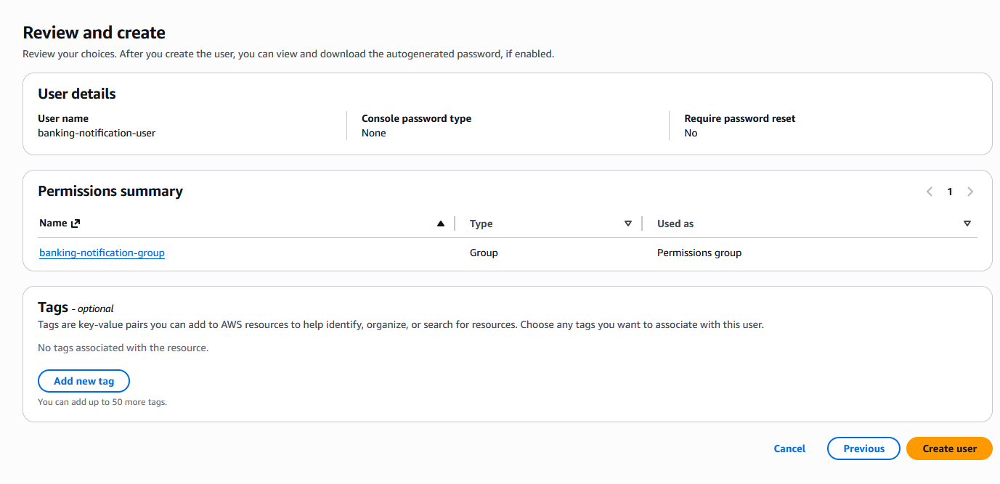 Review and create
Review your choices. After you create the user, you can view and download the autogenerated password, if enabled.
User details
User name
banking-notification-user
Console password type
None
Require password reset
No
Permissions summary
1
Name
Type
Used as
banking-notification-group
Group
Permissions group
Tags - optional
Tags are key-value pairs you can add to AWS resources to help identify, organize, or search for resources. Choose any tags you want to associate with this user.
No tags associated with the resource.
Add new tag
You can add up to 50 more tags.
Cancel
Previous
Create user